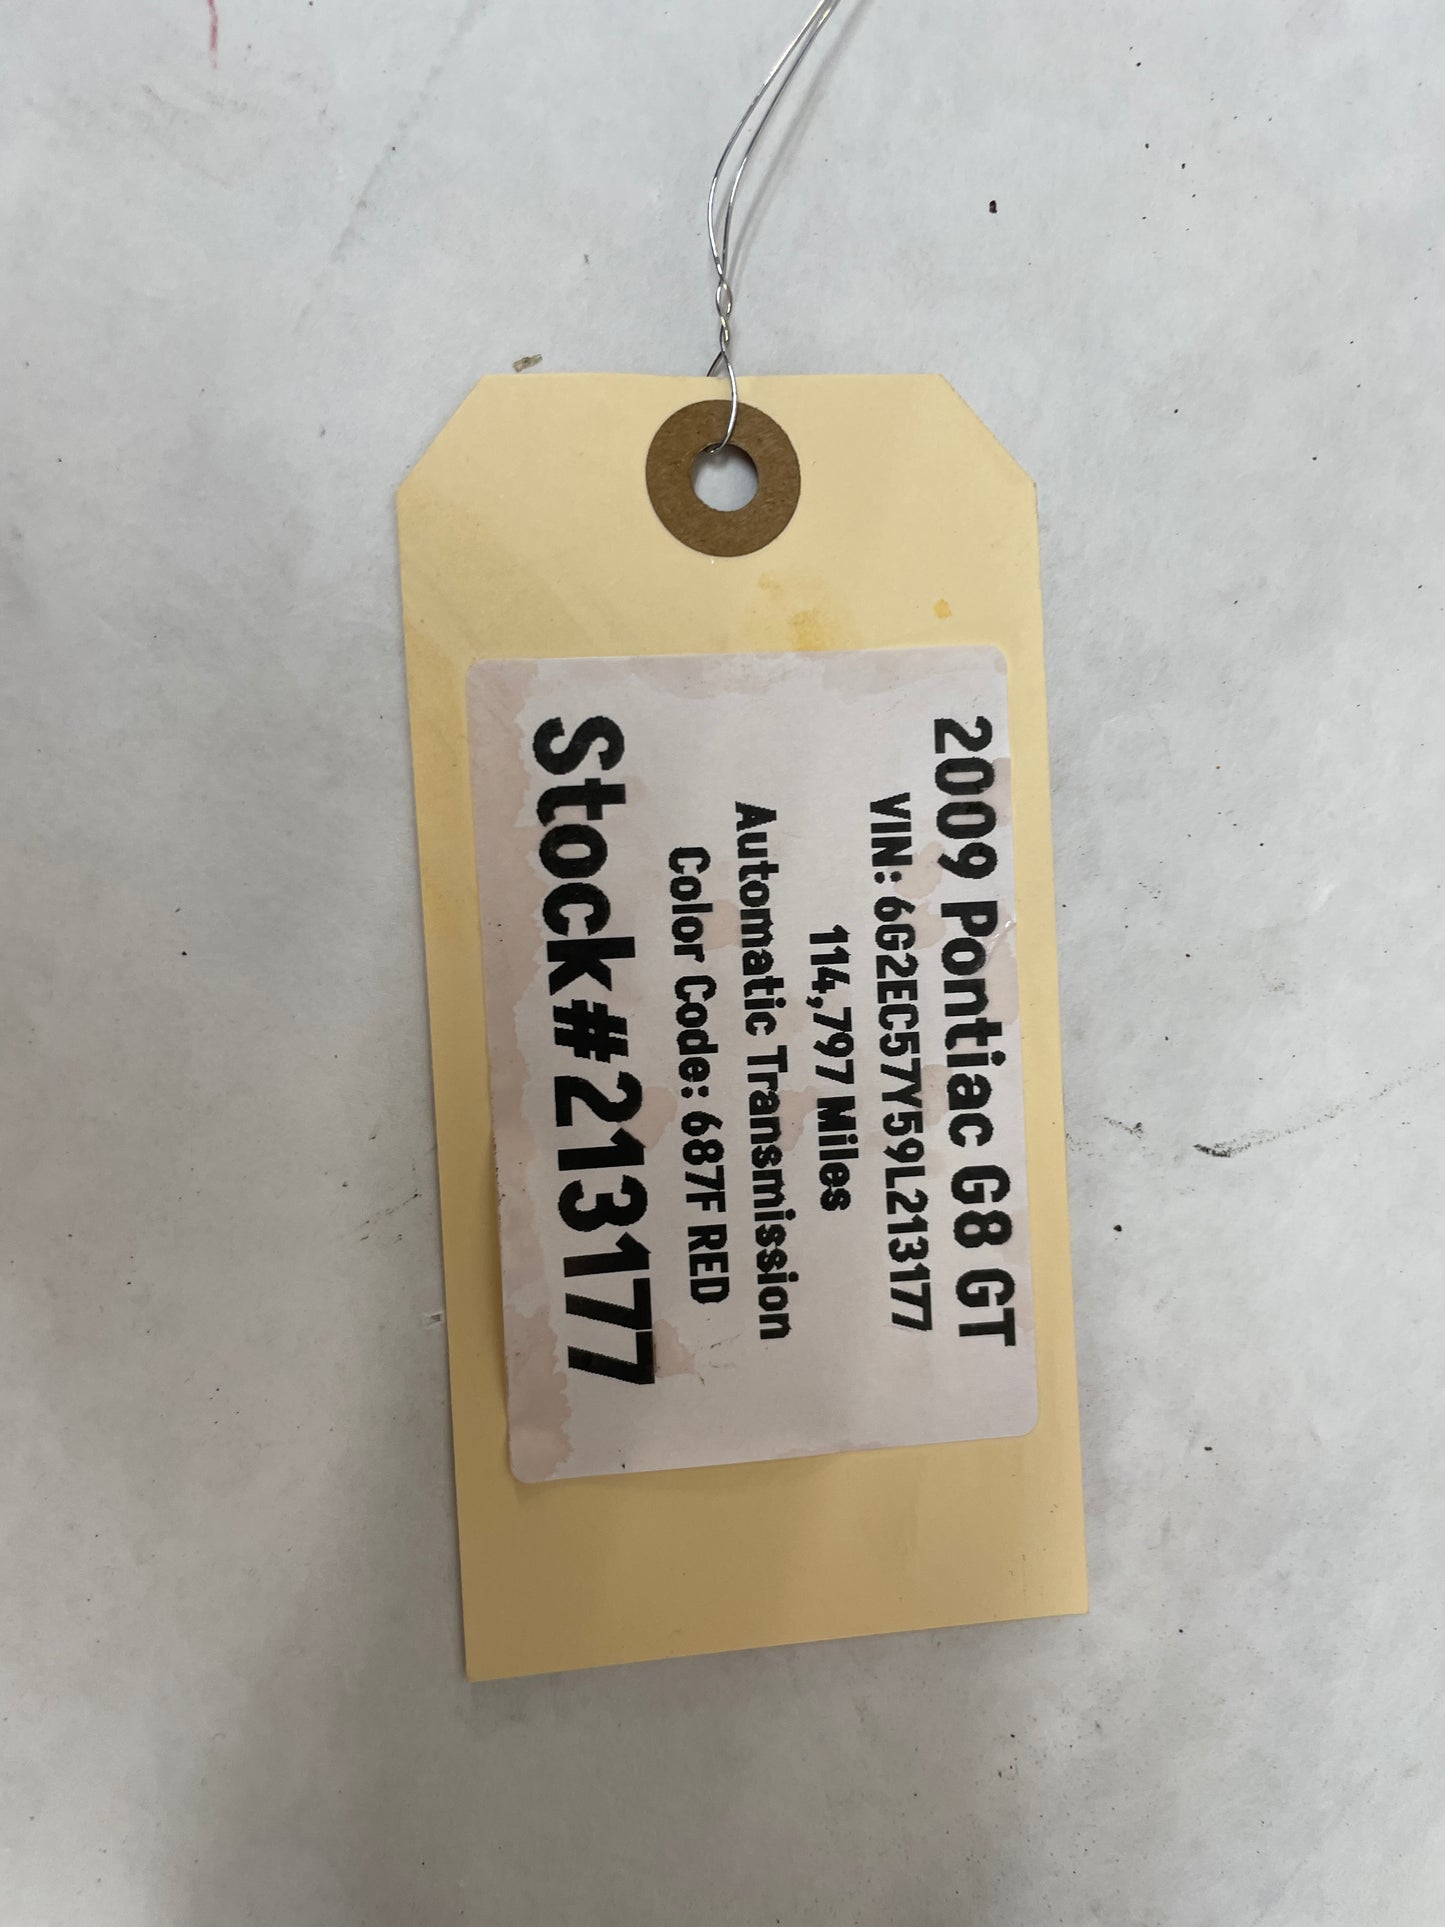 2009 Pontiac G8 GT
VIN: 6G2EC57Y59L213177
114,797 Miles
Automatic Transmission
Color Code: 687F RED
Stock#213177